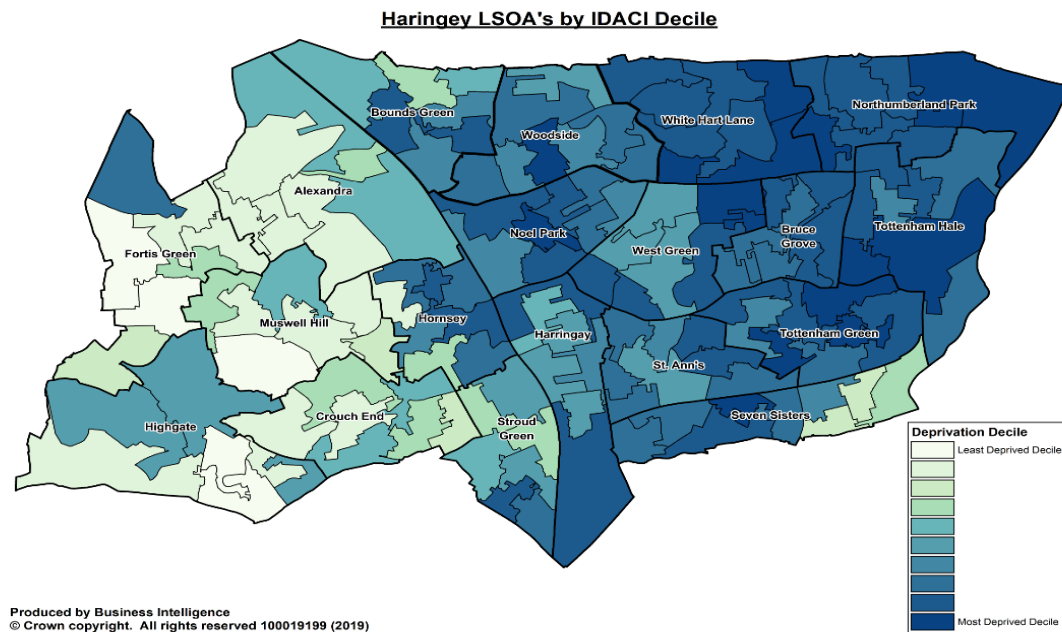 Haringey LSOA's by IDACI Decile
Northumberland Park
Bounds Green
White Hart Lane
Woodside
Alexandra
Tottenham Hale
Noel Park
Bruce
Grove
West Green
Fortis Green
Muswell Hill
Hornsey
Harringay
Tottenham Green
St. Ann's
Crouch End
Seven Sisters
Stroud
Green
Highgate
Deprivation Decile
Least Deprived Decile
Most Deprived Decile
Produced by Business Intelligence
© Crown copyright. All rights reserved 100019199 (2019)